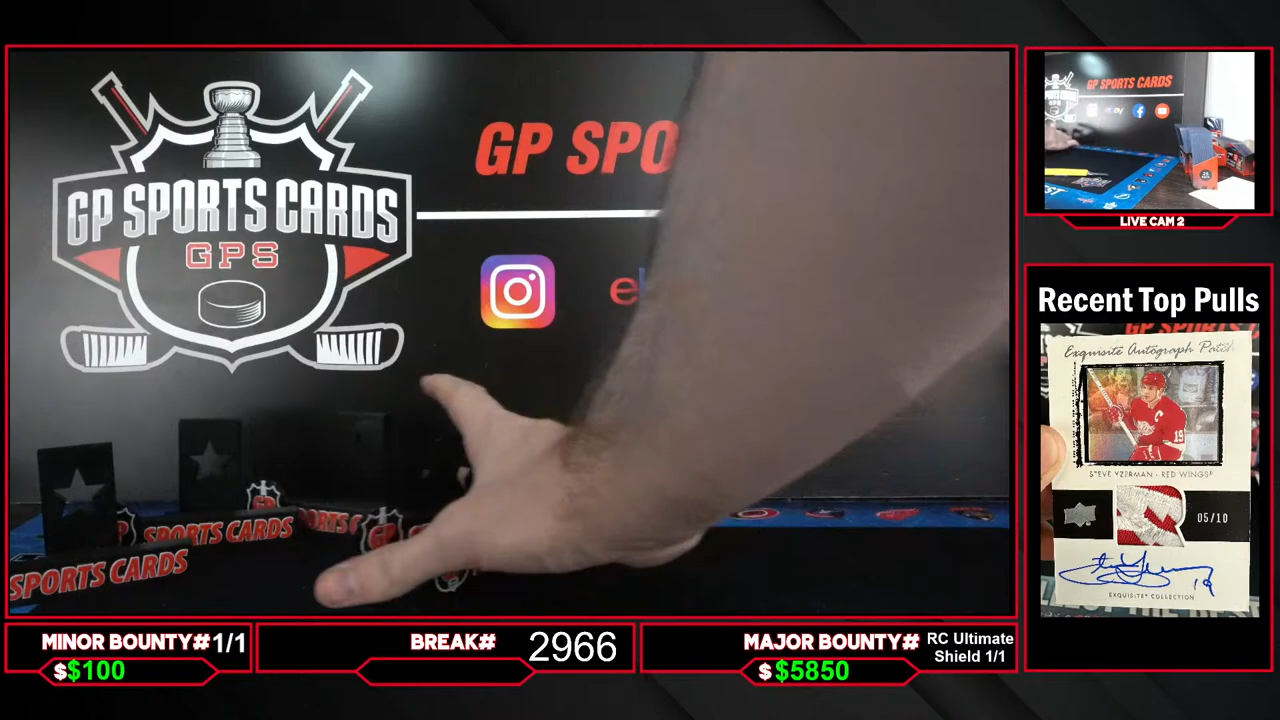 GP SPORTS CARDS
GPS
GP SPO
e
SPORTS CARDS
SPORTS CARDS
GP
GP SPORTS CARDS
LIVE CAM 2
Recent Top Pulls
Exquisite Autograph Patch
STEVE YZERMAN - RED WINGS
05/10
EXQUISITE COLLECTION
MINOR BOUNTY# 1/1
$$100
BREAK# 2966
MAJOR BOUNTY# RC Ultimate
Shield 1/1
$$5850